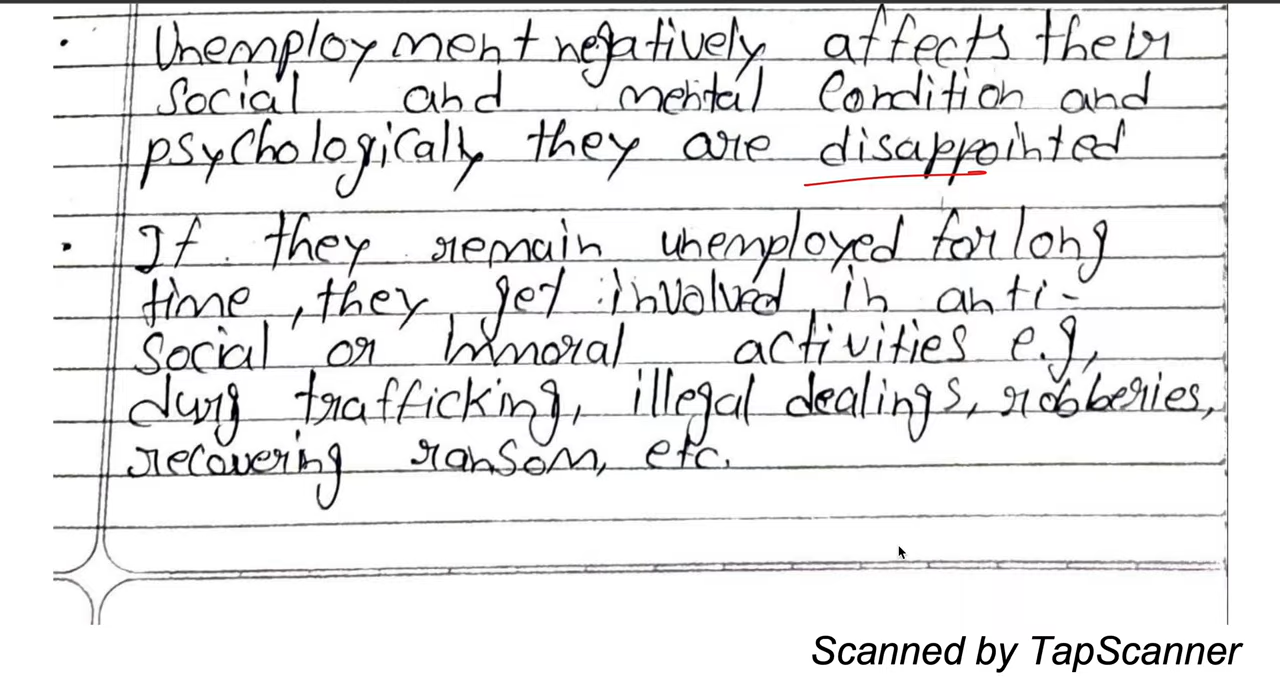 • Unemployment negatively affects their
social and mental condition and
psychologically they are disappointed
• If they remain unemployed for long
time, they get involved in anti-
social or immoral activities e.g,
durg trafficking, illegal dealings, robberies,
recovering ransom, etc.
Scanned by TapScanner